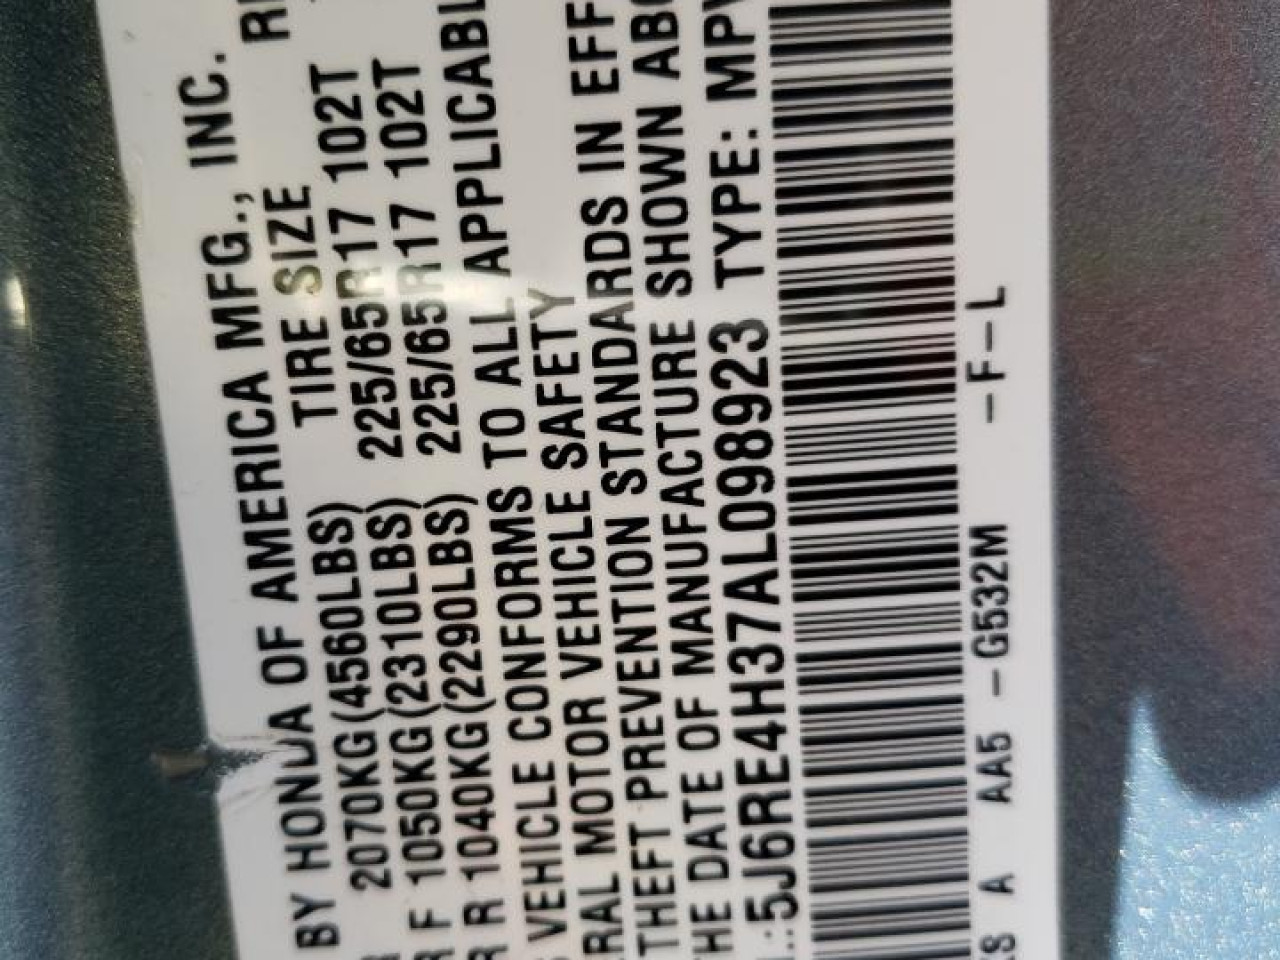 BY HONDA OF AMERICA MFG., INC.
TIRE SIZE
2070KG(4560LBS) 225/65R17 102T
R F 1050KG(2310LBS) 225/65R17 102T
R R 1040KG(2290LBS)
VEHICLE CONFORMS TO ALL APPLICABL
RAL MOTOR VEHICLE SAFETY
THEFT PREVENTION STANDARDS IN EFF
HE DATE OF MANUFACTURE SHOWN ABO
.:5J6RE4H37AL098923 TYPE: MPV
S A AA5 -G532M -F-L